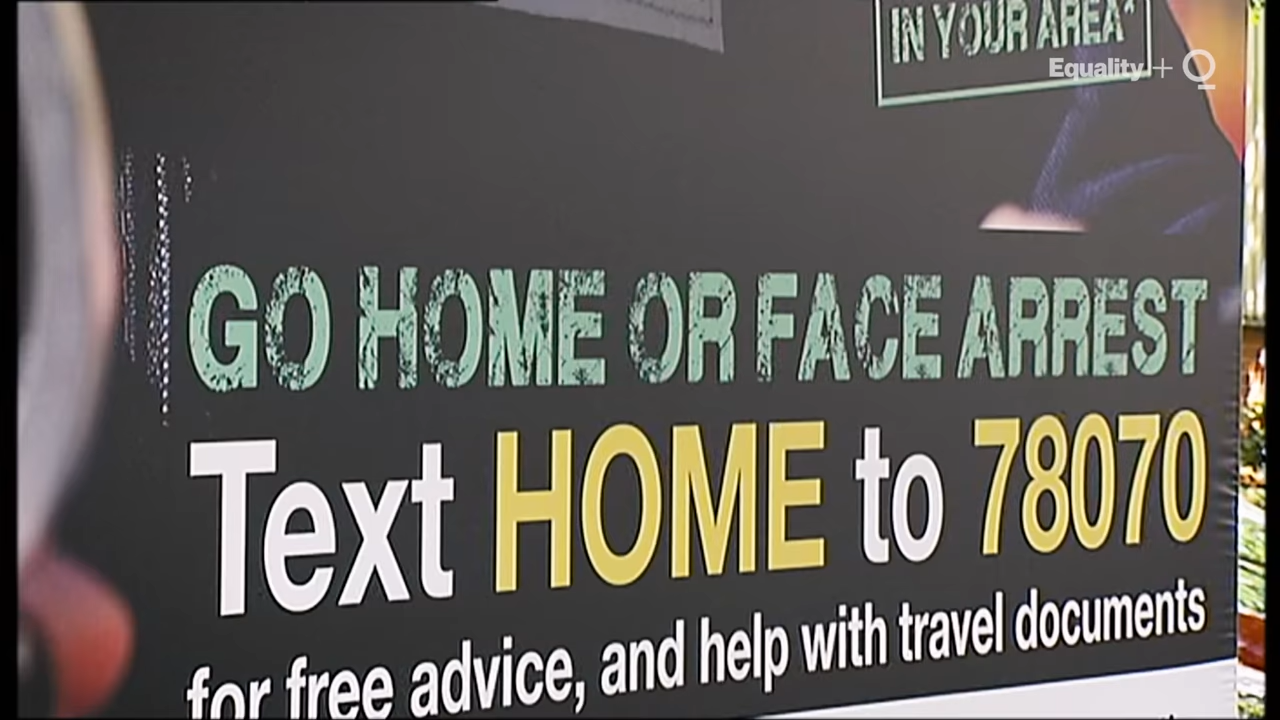 IN YOUR AREA*
Equality+ Q
GO HOME OR FACE ARREST
Text HOME to 78070
for free advice, and help with travel documents